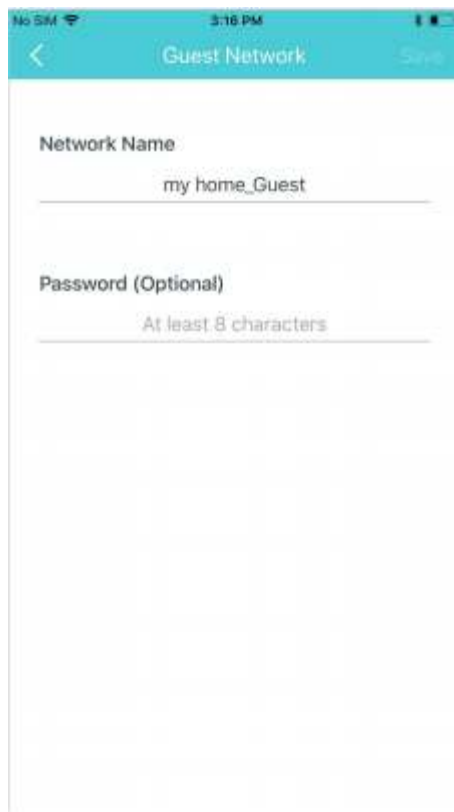 No SIM 3:16 PM
Guest Network Save
Network Name
my home_Guest
Password (Optional)
At least 8 characters